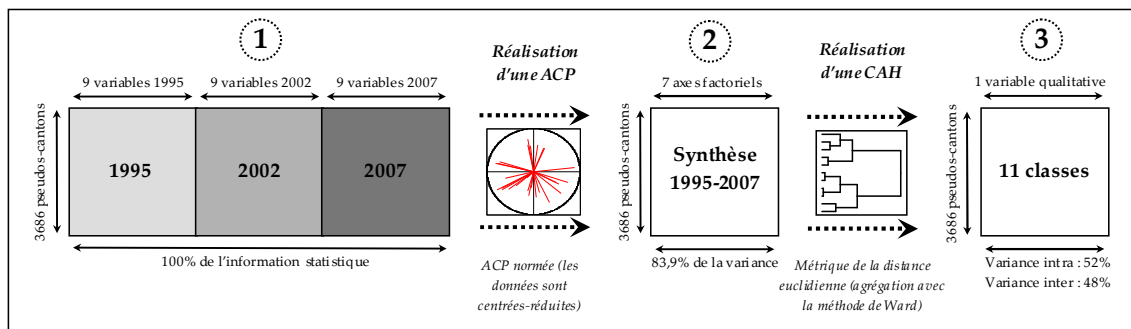 1
9 variables 1995
9 variables 2002
9 variables 2007
3686 pseudos-cantons
1995
2002
2007
100% de l'information statistique
Réalisation
d'une ACP
ACP normée (les
données sont
centrées-réduites)
2
7 axes factoriels
3686 pseudos-cantons
Synthèse
1995-2007
83,9% de la variance
Réalisation
d'une CAH
Métrique de la distance
euclidienne (agrégation avec
la méthode de Ward)
3
1 variable qualitative
3686 pseudos-cantons
11 classes
Variance intra : 52%
Variance inter : 48%